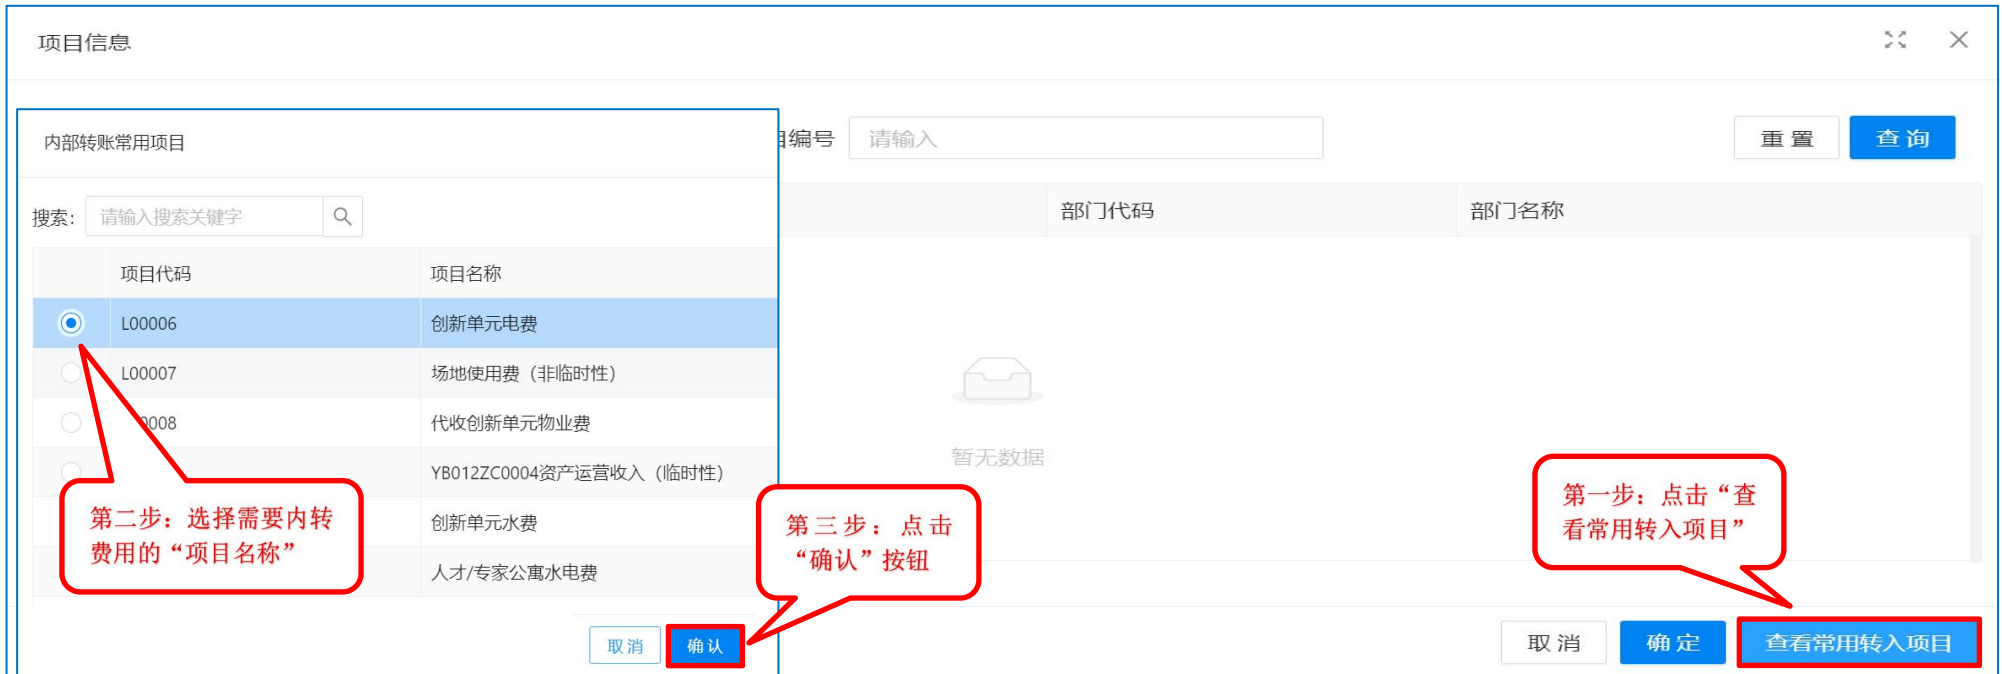 项目信息
内部转账常用项目
目编号 请输入
重置 查询
搜索: 请输入搜索关键字
部门代码 部门名称
项目代码 项目名称
L00006 创新单元电费
L00007 场地使用费（非临时性）
0008 代收创新单元物业费
YB012ZC0004资产运营收入（临时性）
创新单元水费
人才/专家公寓水电费
暂无数据
第二步：选择需要内转
费用的“项目名称”
第三步：点击
“确认”按钮
第一步：点击“查
看常用转入项目”
取消 确认
取消 确定 查看常用转入项目